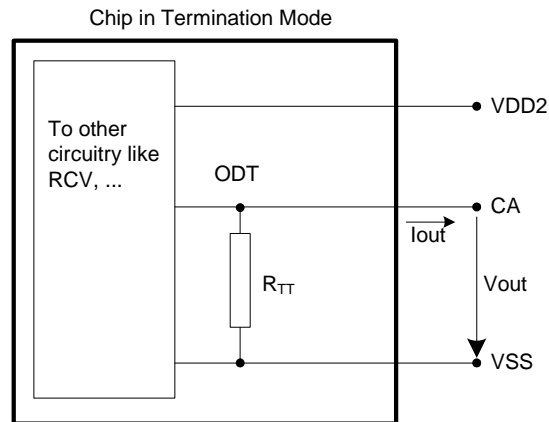 Chip in Termination Mode
VDD2
To other
circuitry like
RCV, ...
ODT
CA
Iout
RTT
Vout
VSS